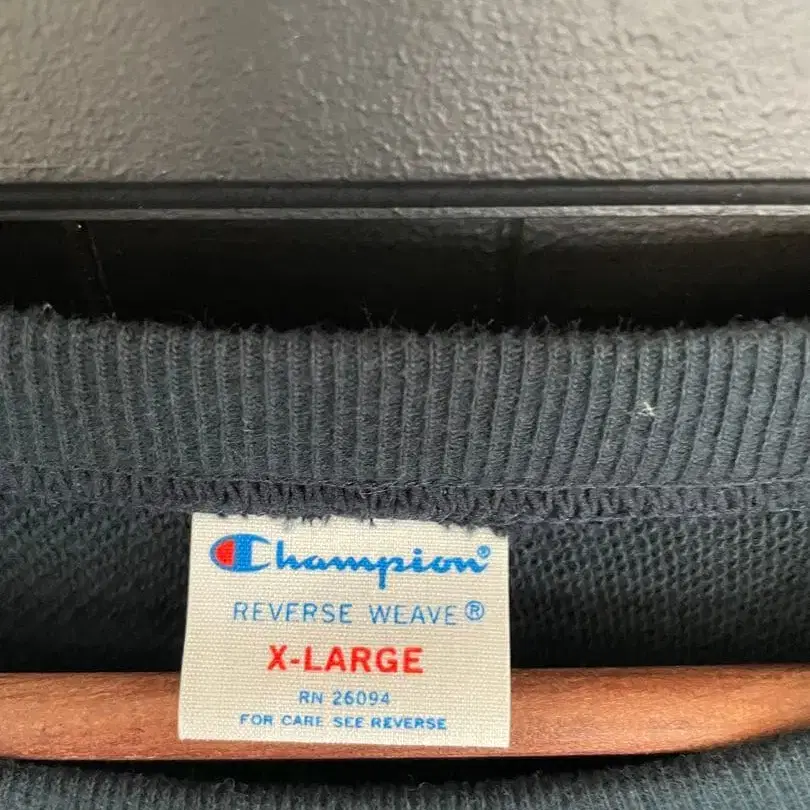 Champion®
REVERSE WEAVE®
X-LARGE
RN 26094
FOR CARE SEE REVERSE